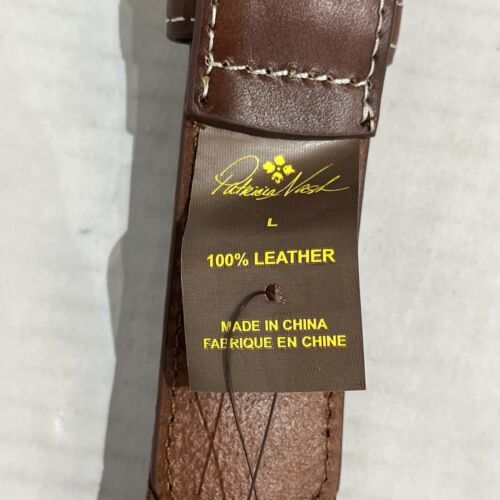 Patricia Nash
L
100% LEATHER
MADE IN CHINA
FABRIQUE EN CHINE